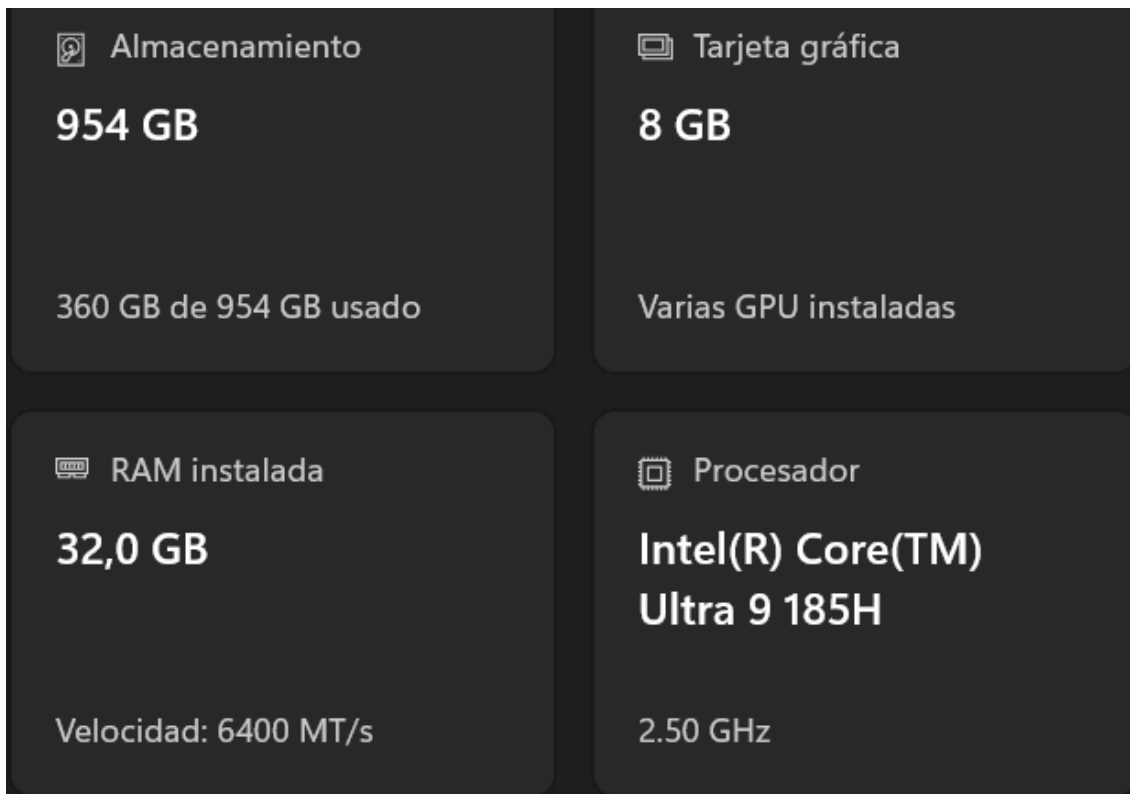 Almacenamiento
954 GB
360 GB de 954 GB usado
Tarjeta gráfica
8 GB
Varias GPU instaladas
RAM instalada
32,0 GB
Velocidad: 6400 MT/s
Procesador
Intel(R) Core(TM)
Ultra 9 185H
2.50 GHz